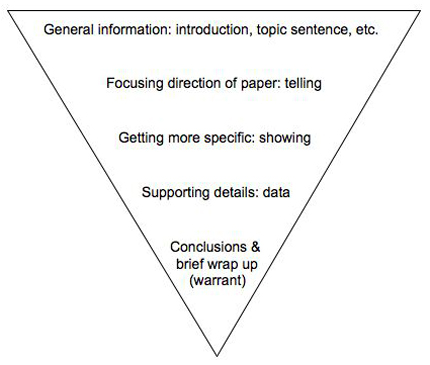 General information: introduction, topic sentence, etc.
Focusing direction of paper: telling
Getting more specific: showing
Supporting details: data
Conclusions &
brief wrap up
(warrant)